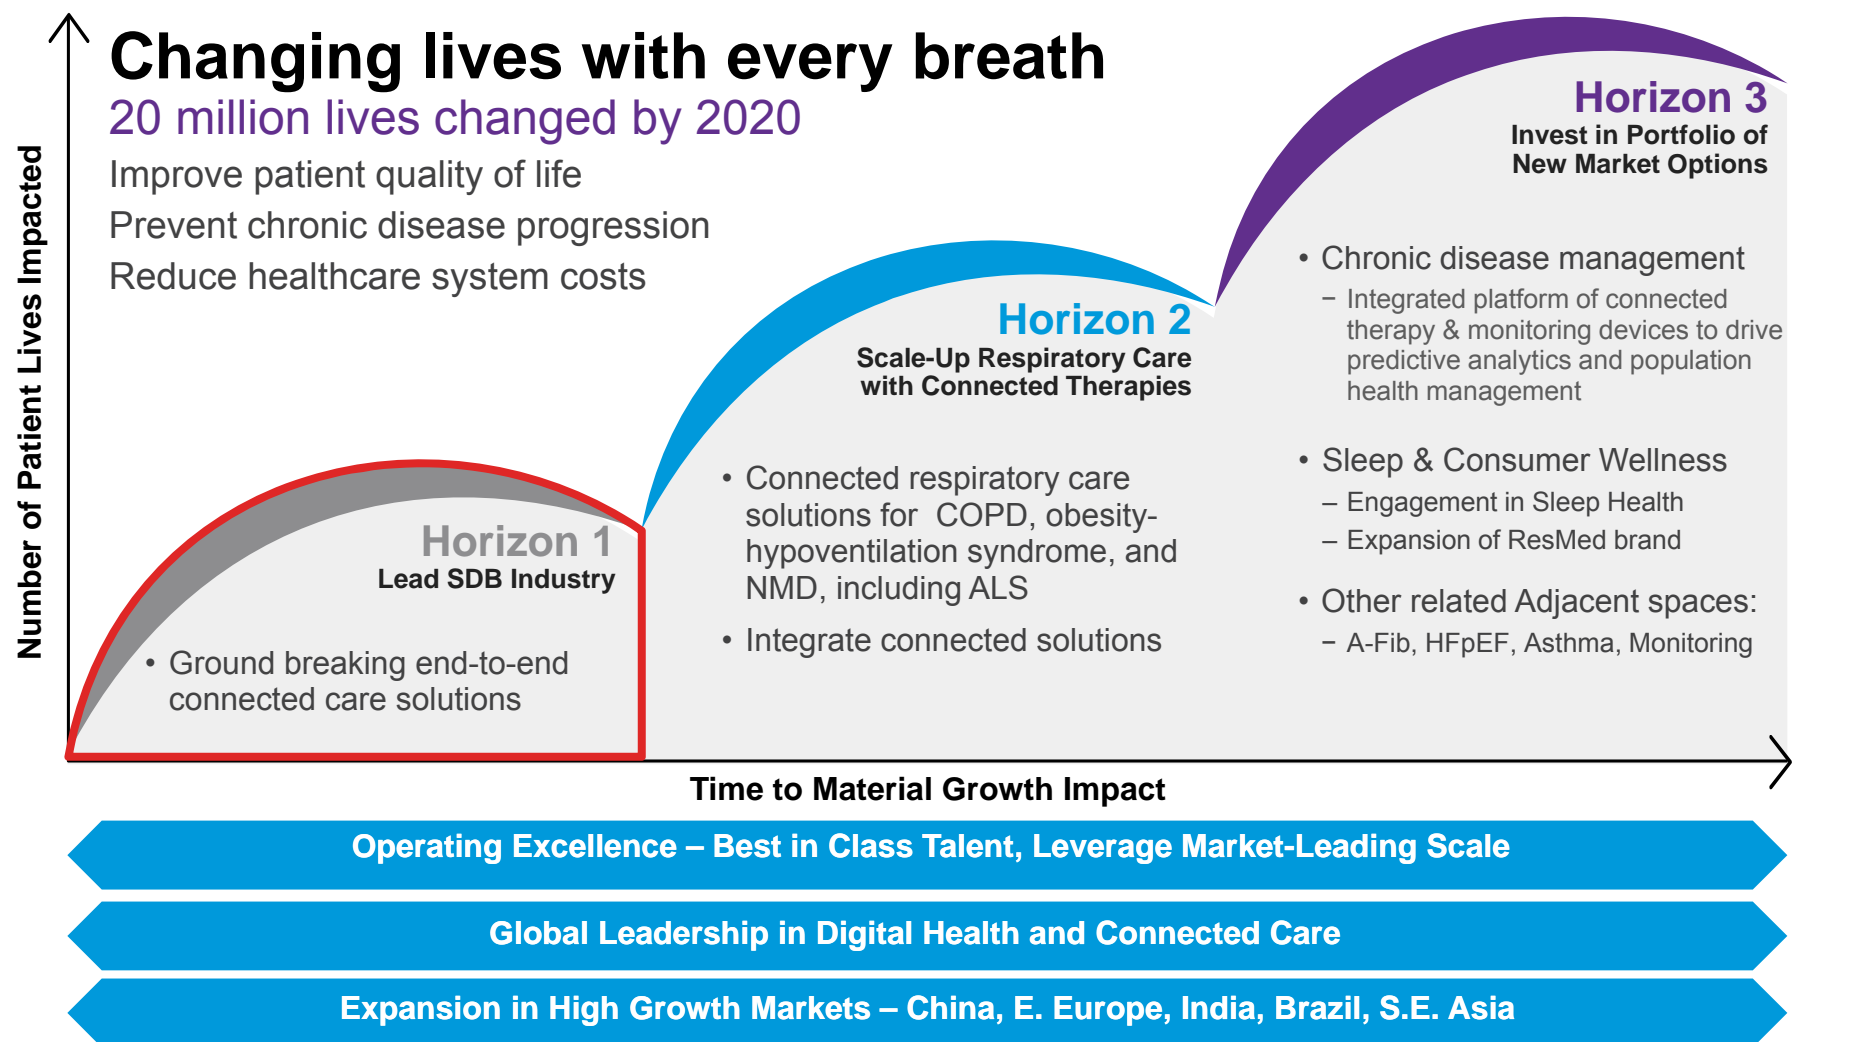 Changing lives with every breath
20 million lives changed by 2020
Improve patient quality of life
Prevent chronic disease progression
Reduce healthcare system costs
Number of Patient Lives Impacted
Horizon 1
Lead SDB Industry
• Ground breaking end-to-end
connected care solutions
Horizon 2
Scale-Up Respiratory Care
with Connected Therapies
• Connected respiratory care
solutions for COPD, obesity-
hypoventilation syndrome, and
NMD, including ALS
• Integrate connected solutions
Horizon 3
Invest in Portfolio of
New Market Options
• Chronic disease management
− Integrated platform of connected
therapy & monitoring devices to drive
predictive analytics and population
health management
• Sleep & Consumer Wellness
– Engagement in Sleep Health
– Expansion of ResMed brand
• Other related Adjacent spaces:
− A-Fib, HFpEF, Asthma, Monitoring
Time to Material Growth Impact
Operating Excellence – Best in Class Talent, Leverage Market-Leading Scale
Global Leadership in Digital Health and Connected Care
Expansion in High Growth Markets – China, E. Europe, India, Brazil, S.E. Asia